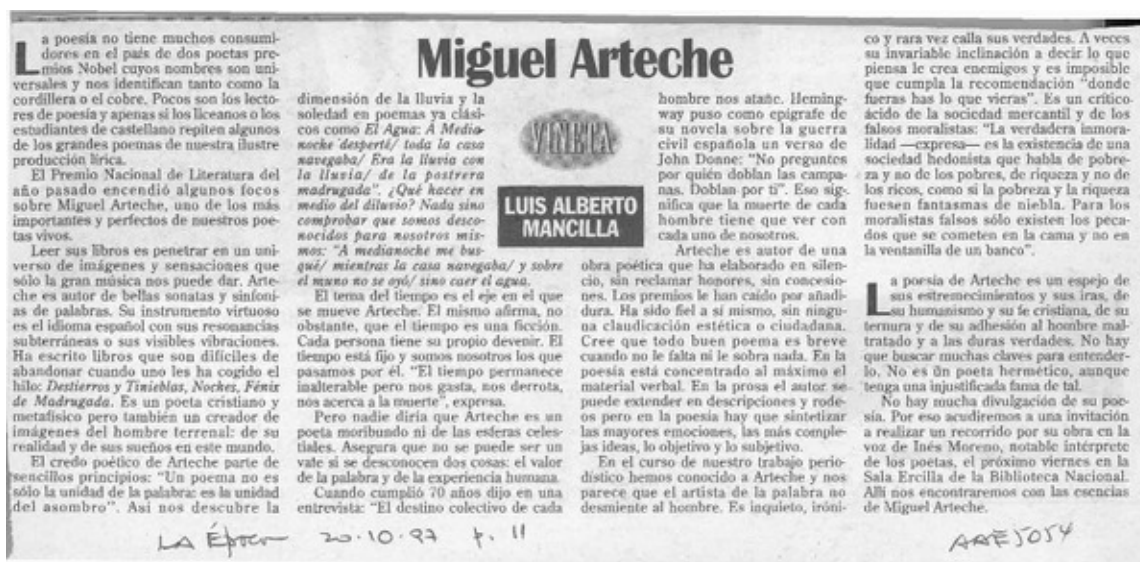 Miguel Arteche
VIÑETA
LUIS ALBERTO
MANCILLA
La poesía no tiene muchos consumi-
dores en el país de dos poetas pre-
mios Nobel cuyos nombres son uni-
versales y nos identifican tanto como la
cordillera o el cobre. Pocos son los lecto-
res de poesía y apenas si los liceanos o los
estudiantes de castellano repiten algunos
de los grandes poemas de nuestra ilustre
producción lírica.
El Premio Nacional de Literatura del
año pasado encendió algunos focos
sobre Miguel Arteche, uno de los más
importantes y perfectos de nuestros poe-
tas vivos.
Leer sus libros es penetrar en un uni-
verso de imágenes y sensaciones que
sólo la gran música nos puede dar. Arte-
che es autor de bellas sonatas y sinfoní-
as de palabras. Su instrumento virtuoso
es el idioma español con sus resonancias
subterráneas o sus visibles vibraciones.
Ha escrito libros que son difíciles de
abandonar cuando uno les ha cogido el
hilo: Destierros y Tinieblas, Noches, Fénix
de Madrugada. Es un poeta cristiano y
metafísico pero también un creador de
imágenes del hombre terrenal: de su
realidad y de sus sueños en este mundo.
El credo poético de Arteche parte de
sencillos principios: "Un poema no es
sólo la unidad de la palabra: es la unidad
del asombro". Así nos descubre la
dimensión de la lluvia y la
soledad en poemas ya clási-
cos como El Agua: A Media-
noche desperté/ toda la casa
navegaba/ Era la lluvia con
la lluvia/ de la postrera
madrugada". ¿Qué hacer en
medio del diluvio? Nada sino
comprobar que somos desco-
nocidos para nosotros mis-
mos: "A medianoche me bus-
qué/ mientras la casa navegaba/ y sobre
el muno no se oyó/ sino caer el agua.
El tema del tiempo es el eje en el que
se mueve Arteche. El mismo afirma, no
obstante, que el tiempo es una ficción.
Cada persona tiene su propio devenir. El
tiempo está fijo y somos nosotros los que
pasamos por él. "El tiempo permanece
inalterable pero nos gasta, nos derrota,
nos acerca a la muerte", expresa.
Pero nadie diría que Arteche es un
poeta moribundo ni de las esferas celes-
tiales. Asegura que no se puede ser un
vate si se desconocen dos cosas: el valor
de la palabra y de la experiencia humana.
Cuando cumplió 70 años dijo en una
entrevista: "El destino colectivo de cada
hombre nos atañe. Heming-
way puso como epígrafe de
su novela sobre la guerra
civil española un verso de
John Donne: "No preguntes
por quién doblan las campa-
nas. Doblan por ti". Eso sig-
nifica que la muerte de cada
hombre tiene que ver con
cada uno de nosotros.
Arteche es autor de una
obra poética que ha elaborado en silen-
cio, sin reclamar honores, sin concesio-
nes. Los premios le han caído por añadi-
dura. Ha sido fiel a sí mismo, sin ningu-
na claudicación estética o ciudadana.
Cree que todo buen poema es breve
cuando no le falta ni le sobra nada. En la
poesía está concentrado al máximo el
material verbal. En la prosa el autor se
puede extender en descripciones y rode-
os pero en la poesía hay que sintetizar
las mayores emociones, las más comple-
jas ideas, lo objetivo y lo subjetivo.
En el curso de nuestro trabajo perio-
dístico hemos conocido a Arteche y nos
parece que el artista de la palabra no
desmiente al hombre. Es inquieto, iróni-
co y rara vez calla sus verdades. A veces
su invariable inclinación a decir lo que
piensa le crea enemigos y es imposible
que cumpla la recomendación "donde
fueras has lo que vieras". Es un crítico
ácido de la sociedad mercantil y de los
falsos moralistas: "La verdadera inmora-
lidad —expresa— es la existencia de una
sociedad hedonista que habla de pobre-
za y no de los pobres, de riqueza y no de
los ricos, como si la pobreza y la riqueza
fuesen fantasmas de niebla. Para los
moralistas falsos sólo existen los peca-
dos que se cometen en la cama y no en
la ventanilla de un banco".
La poesía de Arteche es un espejo de
sus estremecimientos y sus iras, de
su humanismo y su fe cristiana, de su
ternura y de su adhesión al hombre mal-
tratado y a las duras verdades. No hay
que buscar muchas claves para entender-
lo. No es un poeta hermético, aunque
tenga una injustificada fama de tal.
No hay mucha divulgación de su poe-
sía. Por eso acudiremos a una invitación
a realizar un recorrido por su obra en la
voz de Inés Moreno, notable intérprete
de los poetas, el próximo viernes en la
Sala Ercilla de la Biblioteca Nacional.
Allí nos encontraremos con las esencias
de Miguel Arteche.
LA Época 20.10.97 p. 11
AAE5054